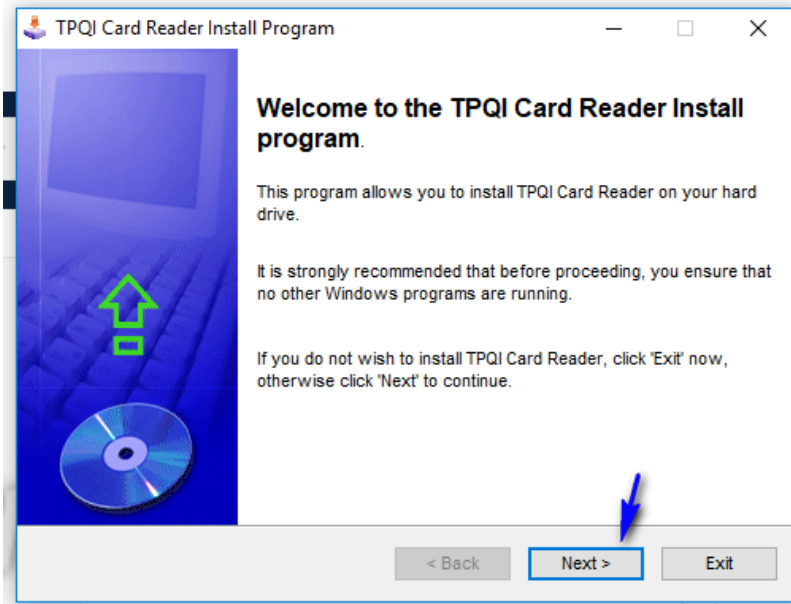 TPQI Card Reader Install Program
Welcome to the TPQI Card Reader Install
program.
This program allows you to install TPQI Card Reader on your hard
drive.
It is strongly recommended that before proceeding, you ensure that
no other Windows programs are running.
If you do not wish to install TPQI Card Reader, click 'Exit' now,
otherwise click 'Next' to continue.
< Back
Next >
Exit